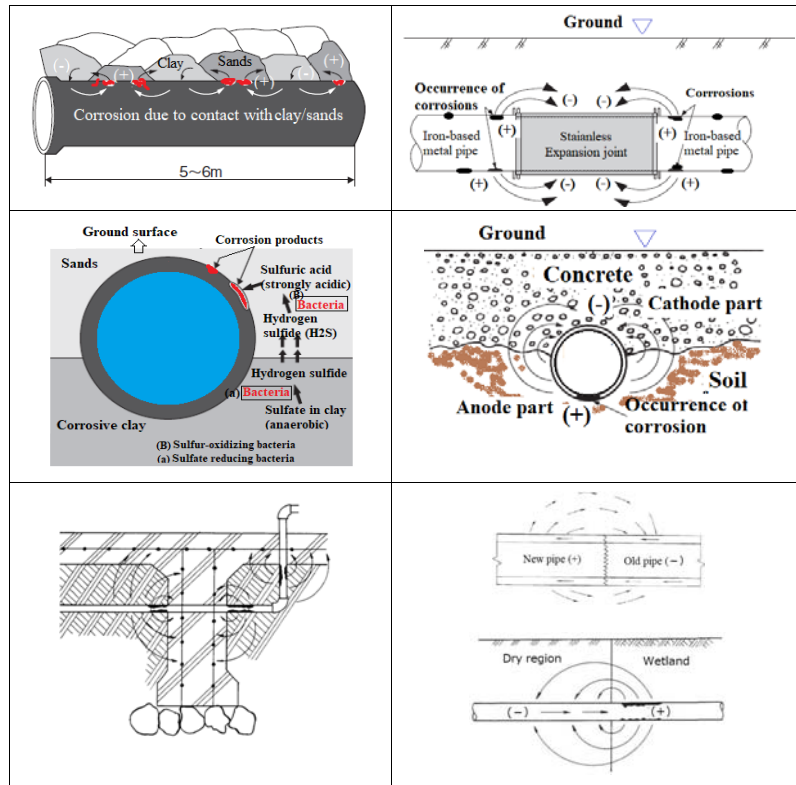 (-)
(+)
Clay
Sands
(+)
(-)
(+)
Corrosion due to contact with clay/sands
5～6m
Ground
Occurrence of
corrosions
Corrrosions
(-) (-)
(+) (+)
Iron-based
metal pipe
Staianless
Expansion joint
Iron-based
metal pipe
(+) (-) (-) (+)
Ground surface
Corrosion products
Sands
Sulfuric acid
(strongly acidic)
(B)
Bacteria
Hydrogen
sulfide (H2S)
Hydrogen sulfide
(a) Bacteria
Sulfate in clay
(anaerobic)
Corrosive clay
(B) Sulfur-oxidizing bacteria
(a) Sulfate reducing bacteria
Ground
Concrete
(-) Cathode part
Soil
Anode part
(+)
Occurrence of
corrosion
New pipe (+) Old pipe (－)
Dry region Wetland
(－) (+)